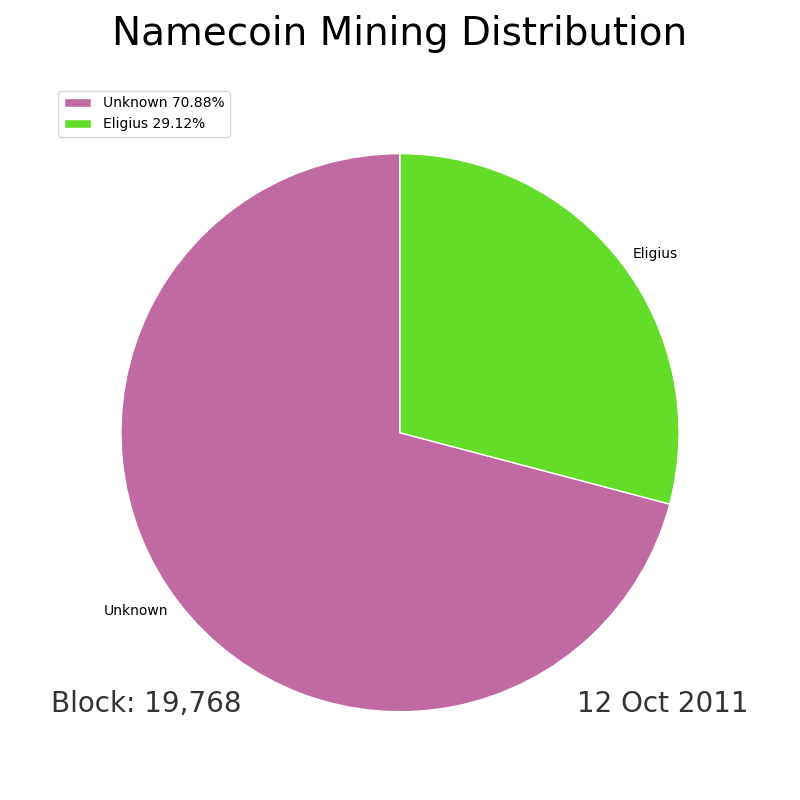 Namecoin Mining Distribution
Unknown 70.88%
Eligius 29.12%
Eligius
Unknown
Block: 19,768
12 Oct 2011